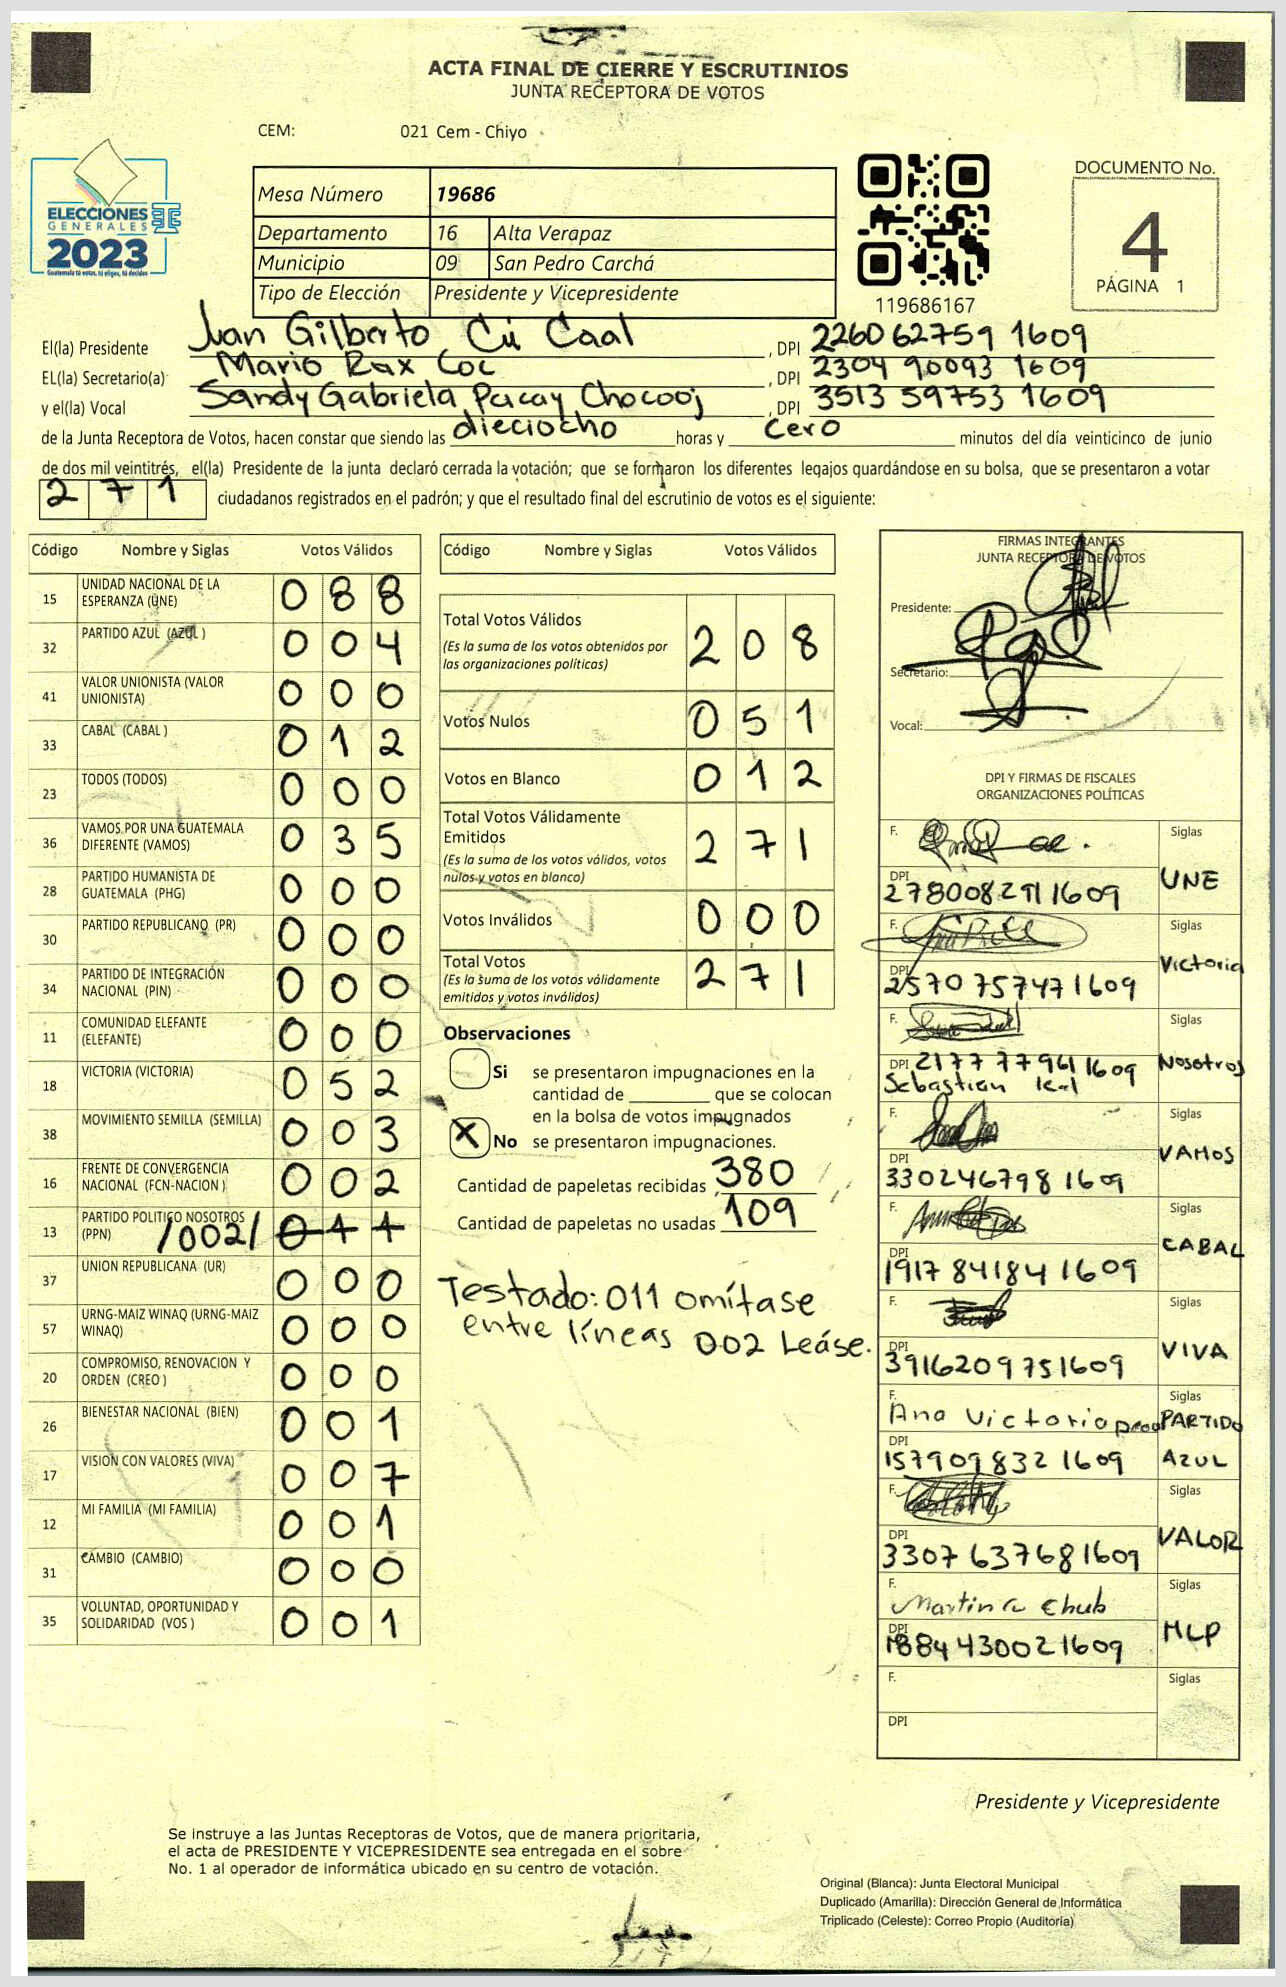 ACTA FINAL DE CIERRE Y ESCRUTINIOS
JUNTA RECEPTORA DE VOTOS
CEM: 021 Cem - Chiyo
ELECCIONES
GENERALES
2023
Guatemala tú votas, tú eliges, tú decides
Mesa Número 19686
Departamento 16 Alta Verapaz
Municipio 09 San Pedro Carchá
Tipo de Elección Presidente y Vicepresidente
119686167
DOCUMENTO No.
4
PÁGINA 1
El(la) Presidente Juan Gilberto Cú Caal , DPI 2260 62759 1609
EL(la) Secretario(a) Mario Rax Coc , DPI 2304 90093 1609
y el(la) Vocal Sandy Gabriela Pacay Chocooj , DPI 3513 59753 1609
de la Junta Receptora de Votos, hacen constar que siendo las dieciocho horas y cero minutos del día veinticinco de junio
de dos mil veintitrés, el(la) Presidente de la junta declaró cerrada la votación; que se formaron los diferentes legajos guardándose en su bolsa, que se presentaron a votar
2 7 1 ciudadanos registrados en el padrón; y que el resultado final del escrutinio de votos es el siguiente:
Código Nombre y Siglas Votos Válidos
15 UNIDAD NACIONAL DE LA ESPERANZA (UNE) 0 8 8
32 PARTIDO AZUL (AZUL ) 0 0 4
41 VALOR UNIONISTA (VALOR UNIONISTA) 0 0 0
33 CABAL (CABAL ) 0 1 2
23 TODOS (TODOS) 0 0 0
36 VAMOS POR UNA GUATEMALA DIFERENTE (VAMOS) 0 3 5
28 PARTIDO HUMANISTA DE GUATEMALA (PHG) 0 0 0
30 PARTIDO REPUBLICANO (PR) 0 0 0
34 PARTIDO DE INTEGRACIÓN NACIONAL (PIN) 0 0 0
11 COMUNIDAD ELEFANTE (ELEFANTE) 0 0 0
18 VICTORIA (VICTORIA) 0 5 2
38 MOVIMIENTO SEMILLA (SEMILLA) 0 0 3
16 FRENTE DE CONVERGENCIA NACIONAL (FCN-NACION ) 0 0 2
13 PARTIDO POLITICO NOSOTROS (PPN) /002/ 0 1 1
37 UNION REPUBLICANA (UR) 0 0 0
57 URNG-MAIZ WINAQ (URNG-MAIZ WINAQ) 0 0 0
20 COMPROMISO, RENOVACION Y ORDEN (CREO ) 0 0 0
26 BIENESTAR NACIONAL (BIEN) 0 0 1
17 VISION CON VALORES (VIVA) 0 0 7
12 MI FAMILIA (MI FAMILIA) 0 0 1
31 CAMBIO (CAMBIO) 0 0 0
35 VOLUNTAD, OPORTUNIDAD Y SOLIDARIDAD (VOS ) 0 0 1
Código Nombre y Siglas Votos Válidos
Total Votos Válidos 2 0 8
(Es la suma de los votos obtenidos por
las organizaciones políticas)
Votos Nulos 0 5 1
Votos en Blanco 0 1 2
Total Votos Válidamente
Emitidos 2 7 1
(Es la suma de los votos válidos, votos
nulos y votos en blanco)
Votos Inválidos 0 0 0
Total Votos 2 7 1
(Es la suma de los votos válidamente
emitidos y votos inválidos)
Observaciones
Si se presentaron impugnaciones en la
cantidad de ________ que se colocan
en la bolsa de votos impugnados
X No se presentaron impugnaciones.
Cantidad de papeletas recibidas 380
Cantidad de papeletas no usadas 109
Testado: 011 omítase
entre líneas 002 Leáse.
FIRMAS INTEGRANTES
JUNTA RECEPTORA DE VOTOS
Presidente:
Secretario:
Vocal:
DPI Y FIRMAS DE FISCALES
ORGANIZACIONES POLÍTICAS
F. Siglas
DPI 2780082911609 UNE
F. Siglas
DPI 2570 75747 1609 Victoria
F. Siglas
DPI 2177 77961 1609 Nosotros
Sebastian
F. Siglas
DPI 330246798 1609 VAMOS
F. Siglas
DPI 1917 84184 1609 CABAL
F. Siglas
DPI 3916209751609 VIVA
F. Siglas
Ana Victoria PARTIDO
DPI 157909832 1609 AZUL
F. Siglas
DPI 3307 63768 1609 VALOR
F. Siglas
Martin Chub
DPI 1884430021609 MLP
F. Siglas
DPI
Presidente y Vicepresidente
Se instruye a las Juntas Receptoras de Votos, que de manera prioritaria,
el acta de PRESIDENTE Y VICEPRESIDENTE sea entregada en el sobre
No. 1 al operador de informática ubicado en su centro de votación.
Original (Blanca): Junta Electoral Municipal
Duplicado (Amarilla): Dirección General de Informática
Triplicado (Celeste): Correo Propio (Auditoría)